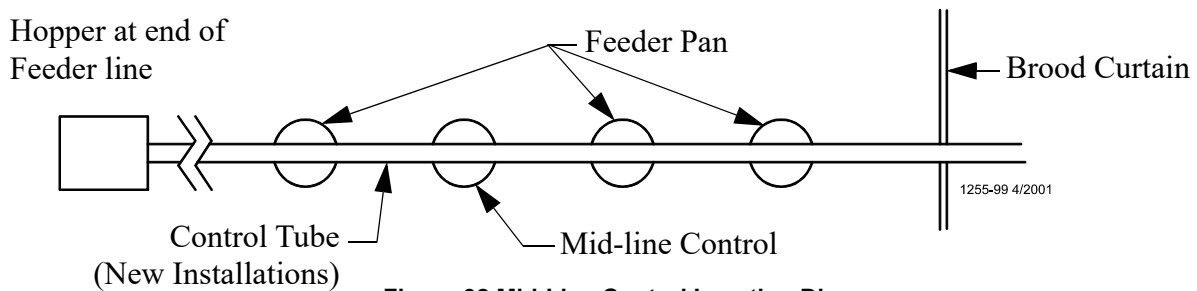 Hopper at end of
Feeder line
Feeder Pan
Brood Curtain
1255-99 4/2001
Control Tube
(New Installations)
Mid-line Control